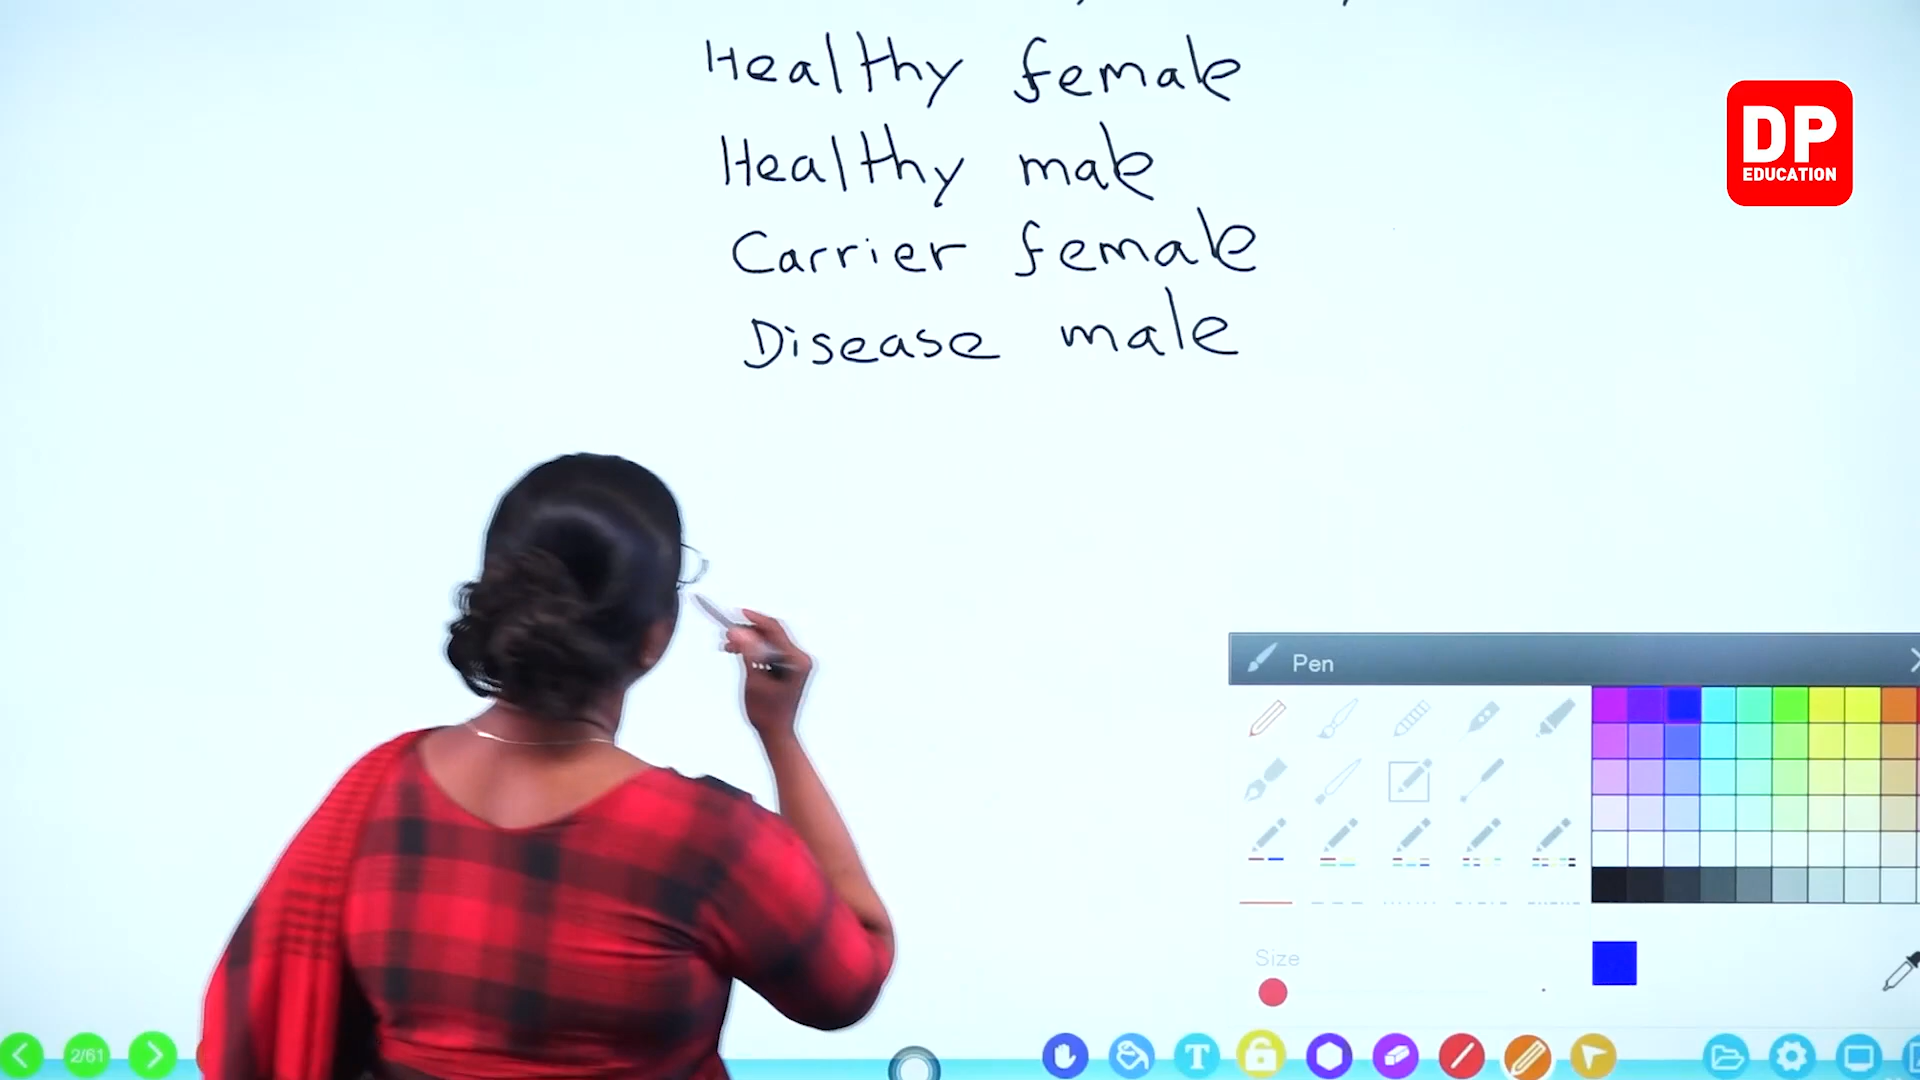 Healthy female
DP
EDUCATION
Healthy male
Carrier female
Disease male
Pen
Size
2/61
T